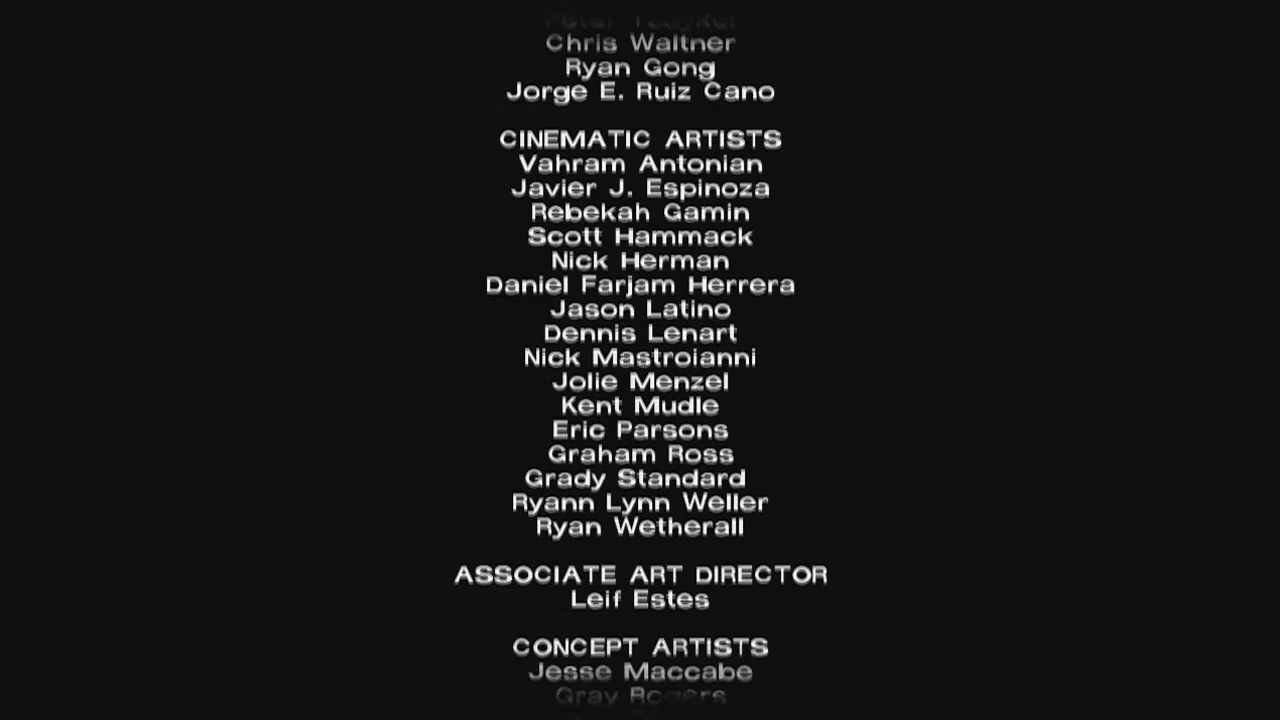 Chris Waltner
Ryan Gong
Jorge E. Ruiz Cano
CINEMATIC ARTISTS
Vahram Antonian
Javier J. Espinoza
Rebekah Gamin
Scott Hammack
Nick Herman
Daniel Farjam Herrera
Jason Latino
Dennis Lenart
Nick Mastroianni
Jolie Menzel
Kent Mudle
Eric Parsons
Graham Ross
Grady Standard
Ryann Lynn Weller
Ryan Wetherall
ASSOCIATE ART DIRECTOR
Leif Estes
CONCEPT ARTISTS
Jesse Maccabe
Gray Rogers